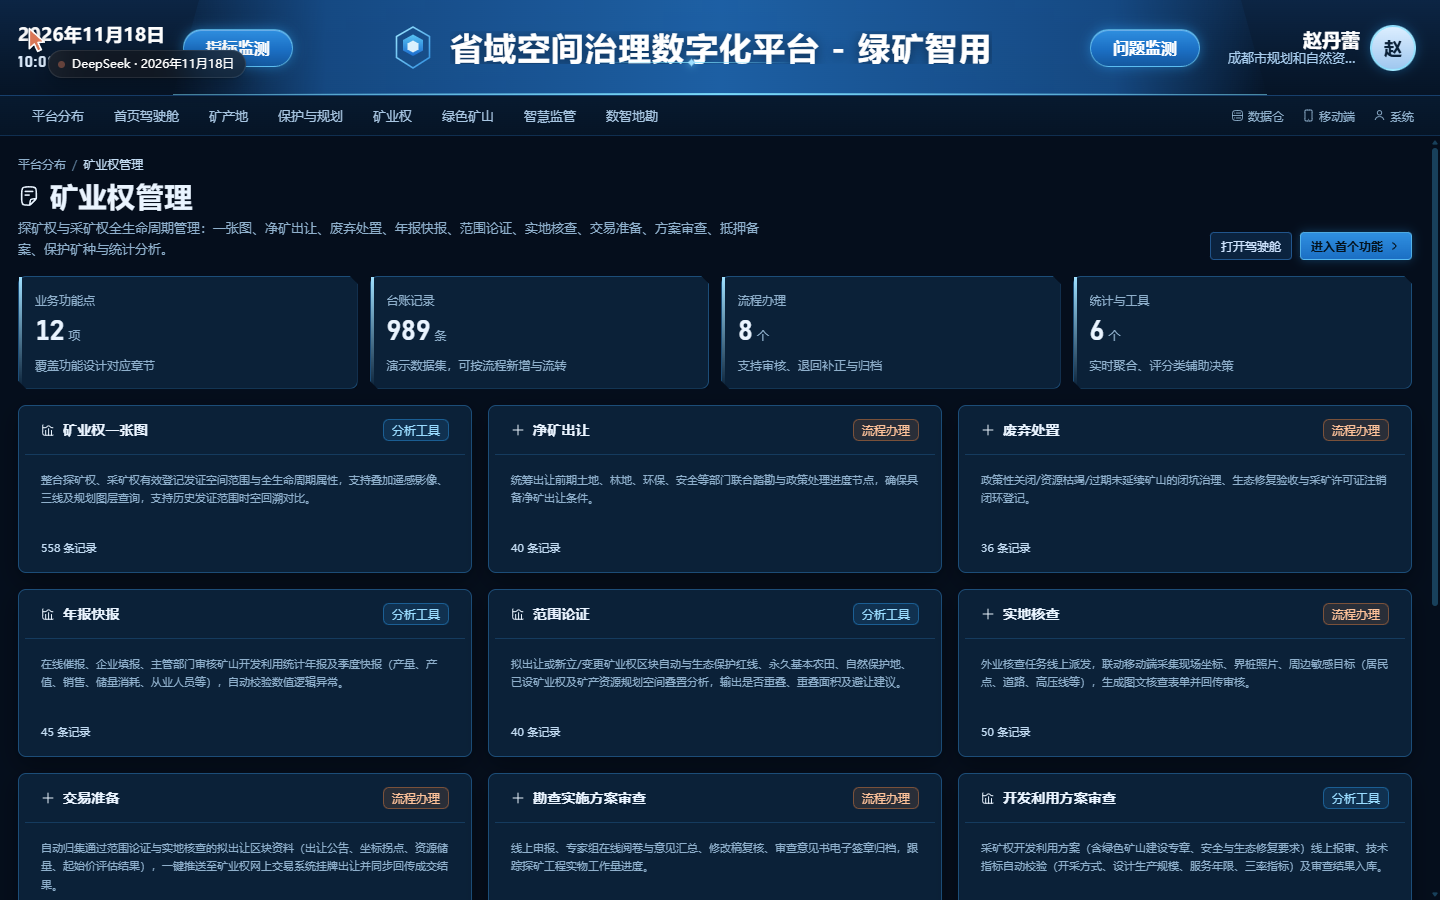 2026年11月18日
10:0
DeepSeek · 2026年11月18日
指标监测
省域空间治理数字化平台 - 绿矿智用
问题监测
赵丹蕾
成都市规划和自然资...
赵
平台分布
首页驾驶舱
矿产地
保护与规划
矿业权
绿色矿山
智慧监管
数智地勘
数据仓
移动端
系统
平台分布 / 矿业权管理
矿业权管理
探矿权与采矿权全生命周期管理：一张图、净矿出让、废弃处置、年报快报、范围论证、实地核查、交易准备、方案审查、抵押备
案、保护矿种与统计分析。
打开驾驶舱
进入首个功能
业务功能点
12 项
覆盖功能设计对应章节
台账记录
989 条
演示数据集，可按流程新增与流转
流程办理
8 个
支持审核、退回补正与归档
统计与工具
6 个
实时聚合、评分类辅助决策
矿业权一张图
分析工具
整合探矿权、采矿权有效登记发证空间范围与全生命周期属性，支持叠加遥感影像、
三线及规划图层查询，支持历史发证范围时空回溯对比。
558 条记录
净矿出让
流程办理
统筹出让前期土地、林地、环保、安全等部门联合踏勘与政策处理进度节点，确保具
备净矿出让条件。
40 条记录
废弃处置
流程办理
政策性关闭/资源枯竭/过期未延续矿山的闭坑治理、生态修复验收与采矿许可证注销
闭环登记。
36 条记录
年报快报
分析工具
在线催报、企业填报、主管部门审核矿山开发利用统计年报及季度快报（产量、产
值、销售、储量消耗、从业人员等），自动校验数值逻辑异常。
45 条记录
范围论证
分析工具
拟出让或新立/变更矿业权区块自动与生态保护红线、永久基本农田、自然保护地、
已设矿业权及矿产资源规划空间叠置分析，输出是否重叠、重叠面积及避让建议。
40 条记录
实地核查
流程办理
外业核查任务线上派发，联动移动端采集现场坐标、界桩照片、周边敏感目标（居民
点、道路、高压线等），生成图文核查表单并回传审核。
50 条记录
交易准备
流程办理
自动归集通过范围论证与实地核查的拟出让区块资料（出让公告、坐标拐点、资源储
量、起始价评估结果），一键推送至矿业权网上交易系统挂牌出让并同步回传成交结
果。
勘查实施方案审查
流程办理
线上申报、专家组在线阅卷与意见汇总、修改稿复核、审查意见书电子签章归档，跟
踪探矿工程实物工作量进度。
开发利用方案审查
分析工具
采矿权开发利用方案（含绿色矿山建设专章、安全与生态修复要求）线上报审、技术
指标自动校验（开采方式、设计生产规模、服务年限、三率指标）及审查结果入库。